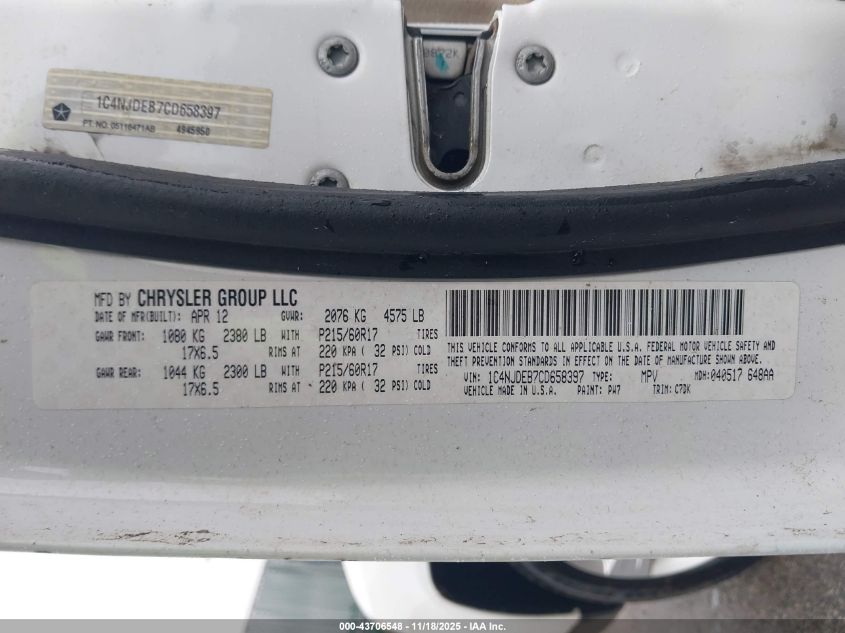 0872K
1C4NJDEB7CD658397
PT. NO. 05116471AB 4945950
MFD BY CHRYSLER GROUP LLC
DATE OF MFR(BUILT): APR 12 GVWR: 2076 KG 4575 LB
GAWR FRONT: 1080 KG 2380 LB WITH P215/60R17 TIRES
17X6.5 RIMS AT 220 KPA ( 32 PSI) COLD
GAWR REAR: 1044 KG 2300 LB WITH P215/60R17 TIRES
17X6.5 RIMS AT 220 KPA ( 32 PSI) COLD
THIS VEHICLE CONFORMS TO ALL APPLICABLE U.S.A. FEDERAL MOTOR VEHICLE SAFETY AND
THEFT PREVENTION STANDARDS IN EFFECT ON THE DATE OF MANUFACTURE SHOWN ABOVE.
VIN: 1C4NJDEB7CD658397 TYPE: MPV MDH: 040517 648AA
VEHICLE MADE IN U.S.A. PAINT: PW7 TRIM: C7DK
000-43706548 - 11/18/2025 - IAA Inc.